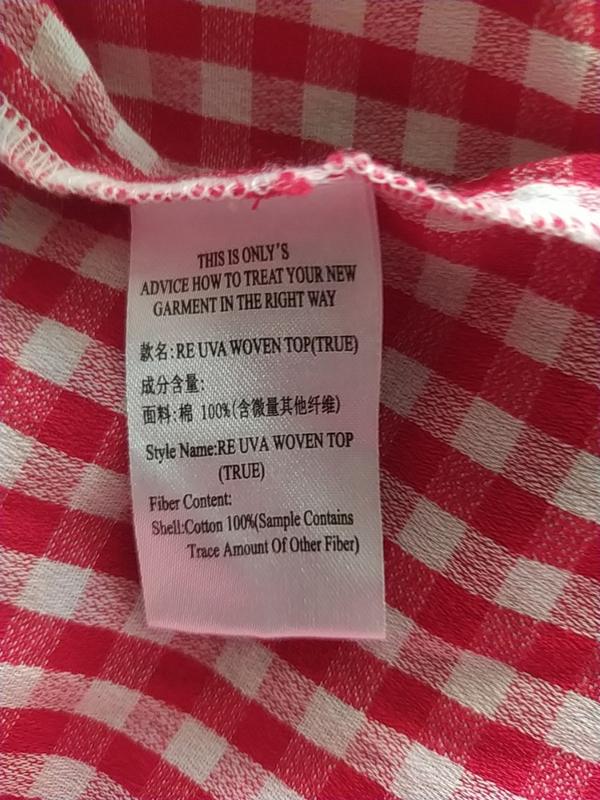 THIS IS ONLY'S
ADVICE HOW TO TREAT YOUR NEW
GARMENT IN THE RIGHT WAY
款名:RE UVA WOVEN TOP(TRUE)
成分含量:
面料:棉 100%(含微量其他纤维)
Style Name:RE UVA WOVEN TOP
(TRUE)
Fiber Content:
Shell:Cotton 100%(Sample Contains
Trace Amount Of Other Fiber)